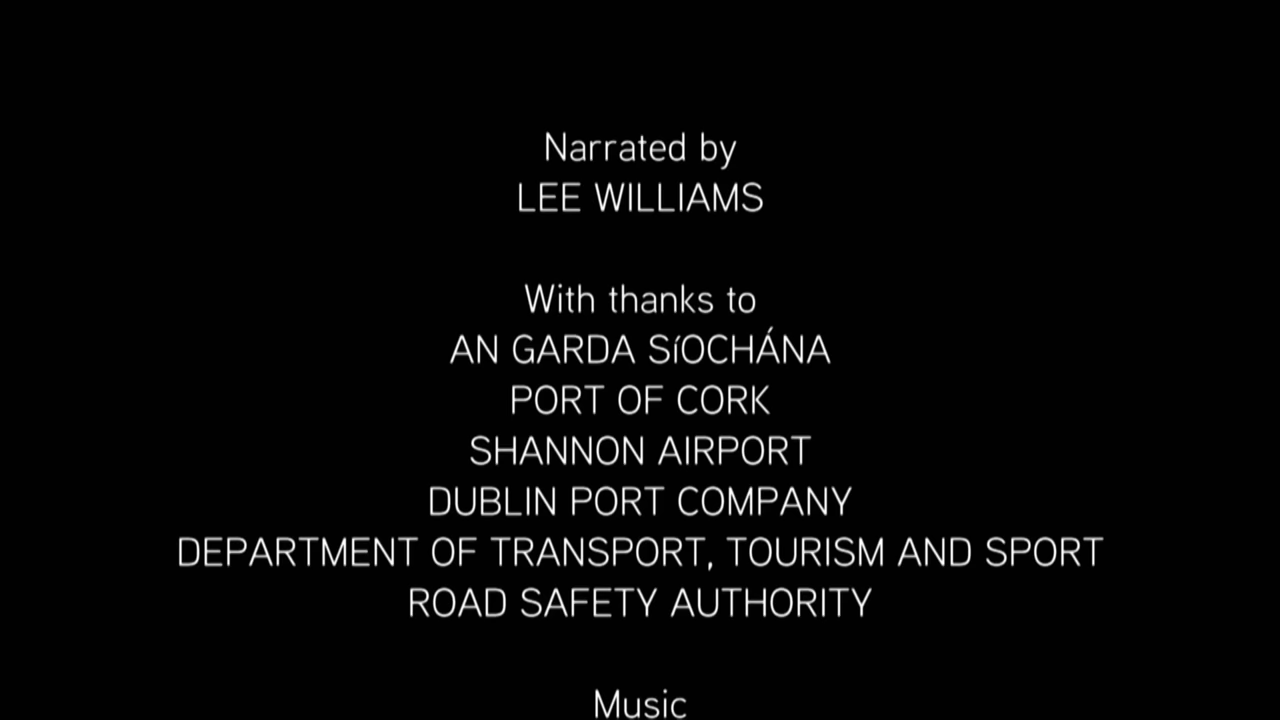 Narrated by
LEE WILLIAMS
With thanks to
AN GARDA SíOCHÁNA
PORT OF CORK
SHANNON AIRPORT
DUBLIN PORT COMPANY
DEPARTMENT OF TRANSPORT, TOURISM AND SPORT
ROAD SAFETY AUTHORITY
Music